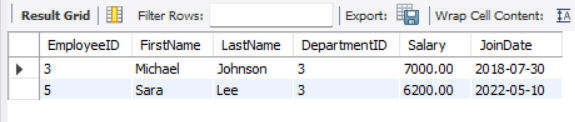 Result Grid Filter Rows: Export: Wrap Cell Content: IA
EmployeeID FirstName LastName DepartmentID Salary JoinDate
3 Michael Johnson 3 7000.00 2018-07-30
5 Sara Lee 3 6200.00 2022-05-10